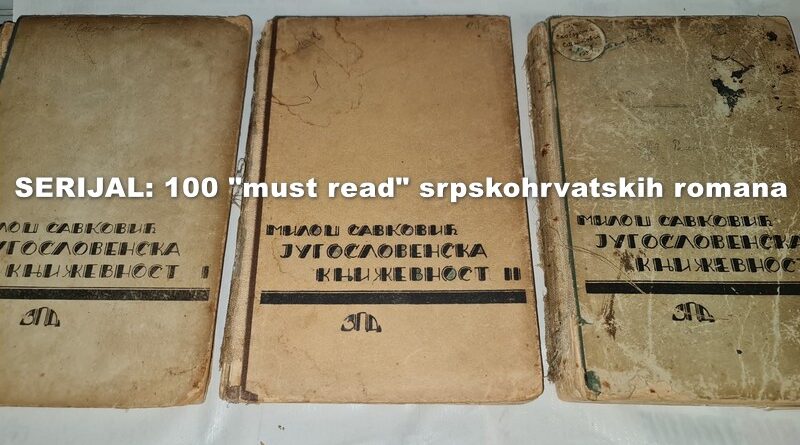 SERIJAL: 100 "must read" srpskohrvatskih romana
МИЛОШ САВКОВИЋ
ЈУГОСЛОВЕНСКА
КЊИЖЕВНОСТ I
ЗПД
МИЛОШ САВКОВИЋ
ЈУГОСЛОВЕНСКА
КЊИЖЕВНОСТ II
ЗПД
МИЛОШ САВКОВИЋ
ЈУГОСЛОВЕНСКА
КЊИЖЕВНОСТ
ЗПД